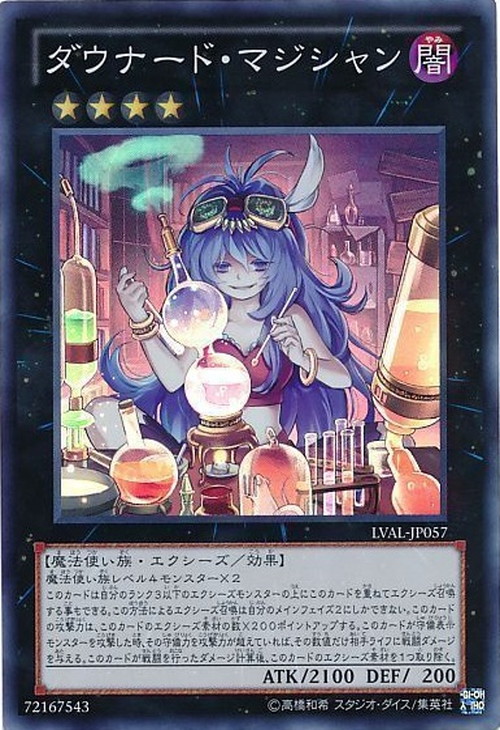 ダウナード・マジシャン
闇
やみ
LVAL-JP057
【魔法使い族・エクシーズ/効果】
魔法使い族レベル4モンスター×2
このカードは自分のランク3以下のエクシーズモンスターの上にこのカードを重ねてエクシーズ召喚
する事もできる。この方法によるエクシーズ召喚は自分のメインフェイズ2にしかできない。このカード
の攻撃力は、このカードのエクシーズ素材の数×200ポイントアップする。このカードが守備表示
モンスターを攻撃した時、その守備力を攻撃力が越えていれば、その数値だけ相手ライフに戦闘ダメージ
を与える。このカードが戦闘を行ったダメージ計算後、このカードのエクシーズ素材を1つ取り除く。
ATK/2100 DEF/ 200
72167543
©高橋和希 スタジオ・ダイス/集英社